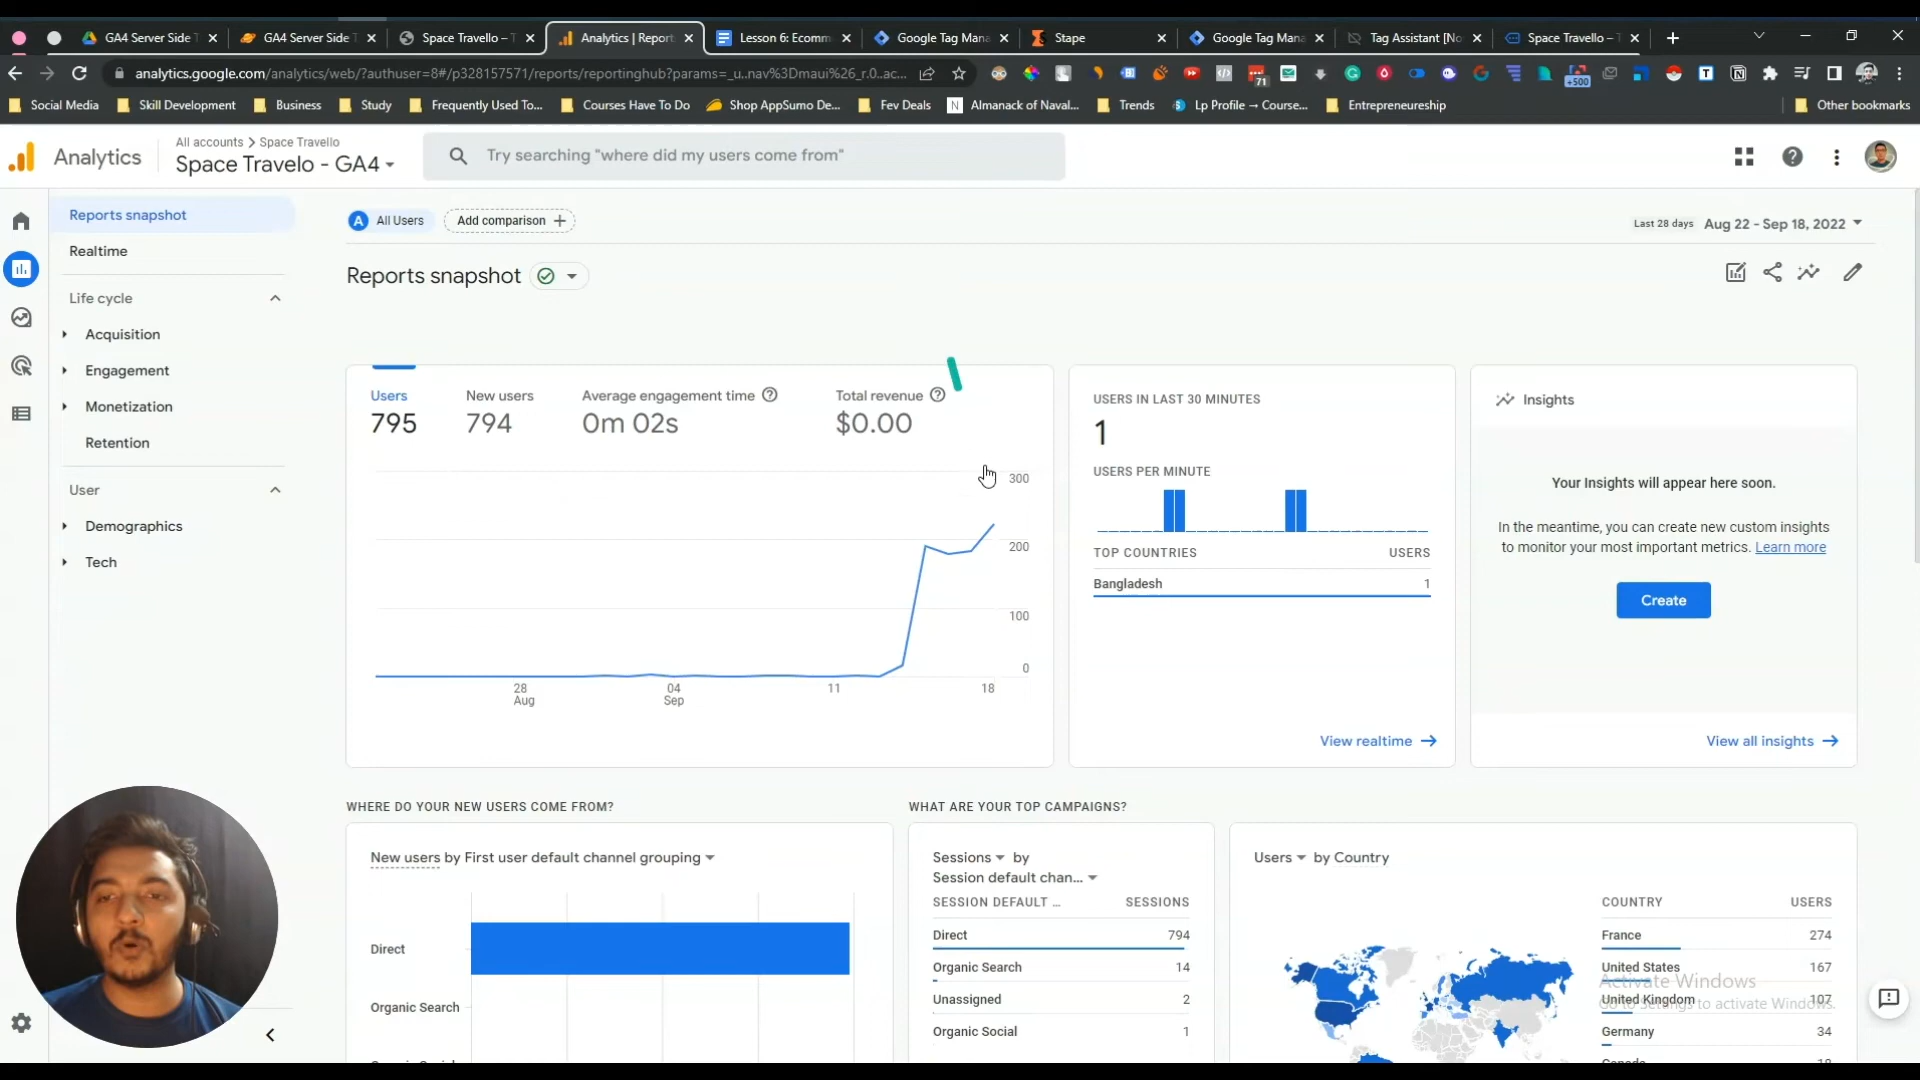 GA4 Server Side T
GA4 Server Side T
Space Travello – T
Analytics | Report
Lesson 6: Ecomm
Google Tag Mana
Stape
Google Tag Mana
Tag Assistant [No
Space Travello – T
analytics.google.com/analytics/web/?authuser=8#/p328157571/reports/reportinghub?params=_u..nav%3Dmaui%26_r.0..ac...
71
+500
Social Media
Skill Development
Business
Study
Frequently Used To...
Courses Have To Do
Shop AppSumo De...
Fev Deals
Almanack of Naval...
Trends
Lp Profile → Course...
Entrepreneureship
Other bookmarks
Analytics
All accounts > Space Travello
Space Travelo - GA4
Try searching "where did my users come from"
Reports snapshot
Realtime
Life cycle
Acquisition
Engagement
Monetization
Retention
User
Demographics
Tech
A All Users
Add comparison +
Last 28 days Aug 22 - Sep 18, 2022
Reports snapshot
Users
795
New users
794
Average engagement time
0m 02s
Total revenue
$0.00
300
200
100
0
28
Aug
04
Sep
11
18
USERS IN LAST 30 MINUTES
1
USERS PER MINUTE
TOP COUNTRIES USERS
Bangladesh 1
View realtime
Insights
Your Insights will appear here soon.
In the meantime, you can create new custom insights
to monitor your most important metrics. Learn more
Create
View all insights
WHERE DO YOUR NEW USERS COME FROM?
New users by First user default channel grouping
Direct
Organic Search
WHAT ARE YOUR TOP CAMPAIGNS?
Sessions by
Session default chan...
SESSION DEFAULT ... SESSIONS
Direct 794
Organic Search 14
Unassigned 2
Organic Social 1
Users by Country
COUNTRY USERS
France 274
United States 167
United Kingdom 107
Germany 34
Activate Windows
Go to Settings to activate Windows.